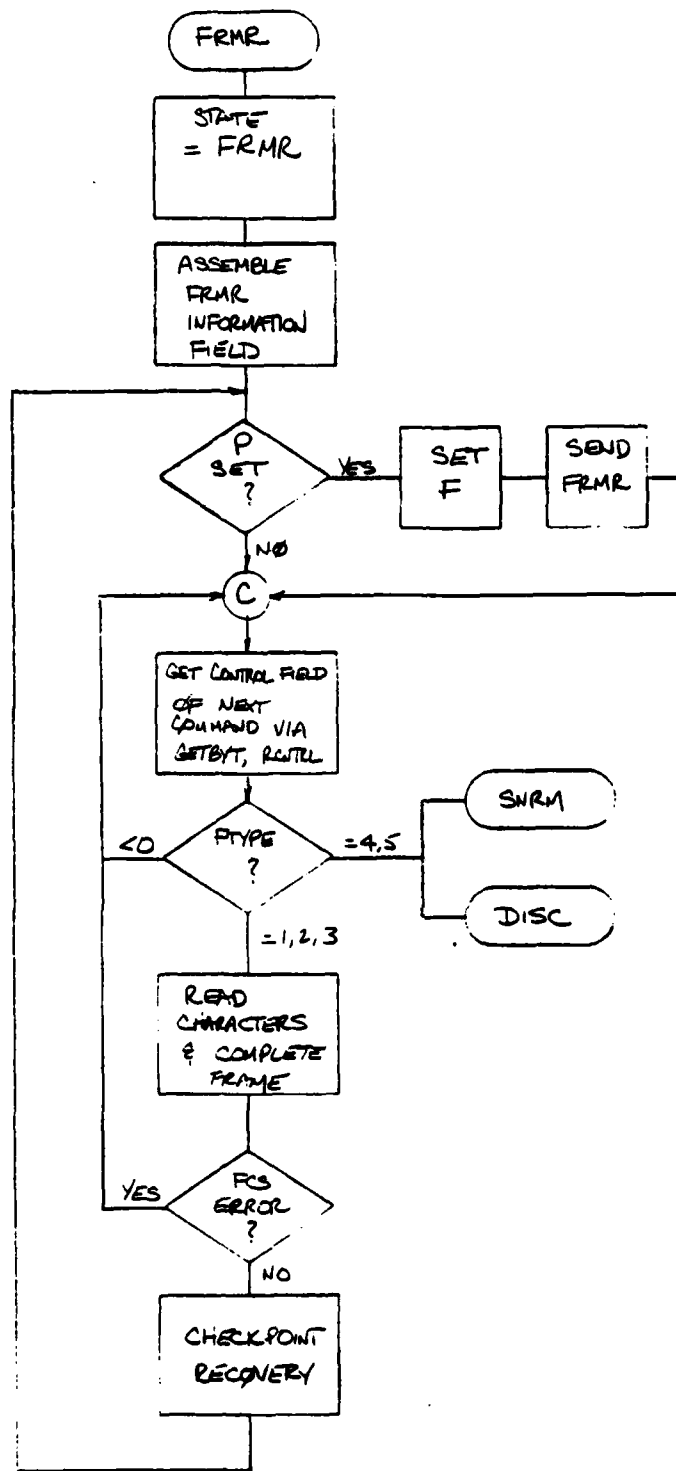 FRMR
STATE
= FRMR
ASSEMBLE
FRMR
INFORMATION
FIELD
P
SET
?
YES
SET
F
SEND
FRMR
NØ
C
GET CONTROL FIELD
ØF NEXT
COMMAND VIA
GETBYT, RCNTRL
PTYPE
?
<0
=4,5
SNRM
DISC
=1,2,3
READ
CHARACTERS
& COMPLETE
FRAME
FCS
ERROR
?
YES
NO
CHECKPOINT
RECØVERY